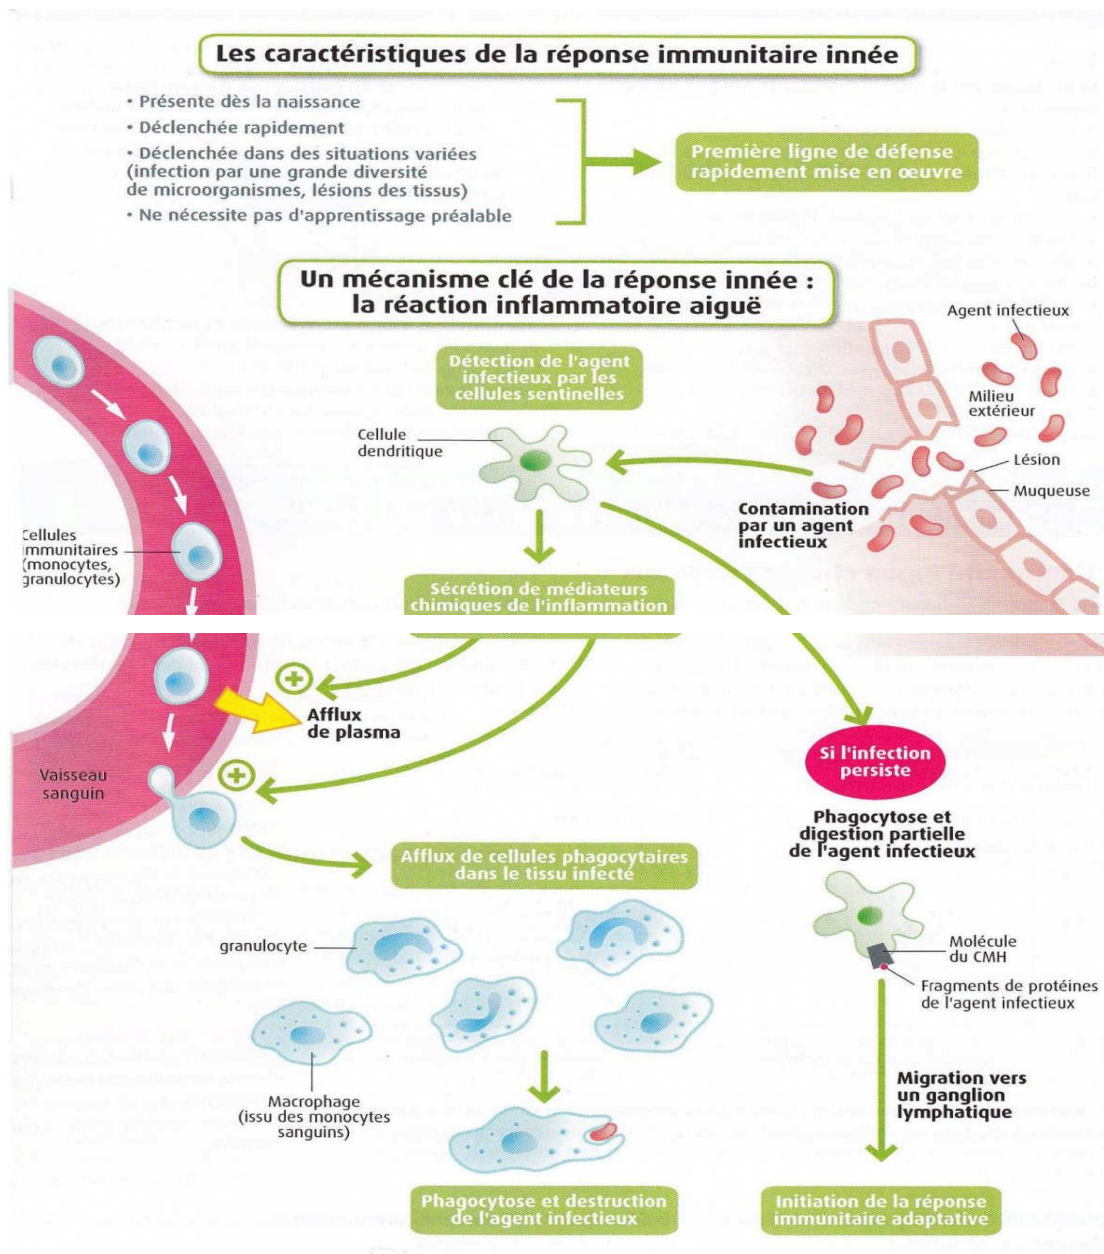 Les caractéristiques de la réponse immunitaire innée
• Présente dès la naissance
• Déclenchée rapidement
• Déclenchée dans des situations variées
(infection par une grande diversité
de microorganismes, lésions des tissus)
• Ne nécessite pas d'apprentissage préalable
Première ligne de défense
rapidement mise en œuvre
Un mécanisme clé de la réponse innée :
la réaction inflammatoire aiguë
Agent infectieux
Détection de l'agent
infectieux par les
cellules sentinelles
Milieu
extérieur
Cellule
dendritique
Lésion
Muqueuse
Contamination
par un agent
infectieux
Cellules
immunitaires
(monocytes,
granulocytes)
Sécrétion de médiateurs
chimiques de l'inflammation
+
Afflux
de plasma
Si l'infection
persiste
Vaisseau
sanguin
+
Phagocytose et
digestion partielle
de l'agent infectieux
Afflux de cellules phagocytaires
dans le tissu infecté
granulocyte
Molécule
du CMH
Fragments de protéines
de l'agent infectieux
Macrophage
(issu des monocytes
sanguins)
Migration vers
un ganglion
lymphatique
Phagocytose et destruction
de l'agent infectieux
Initiation de la réponse
immunitaire adaptative